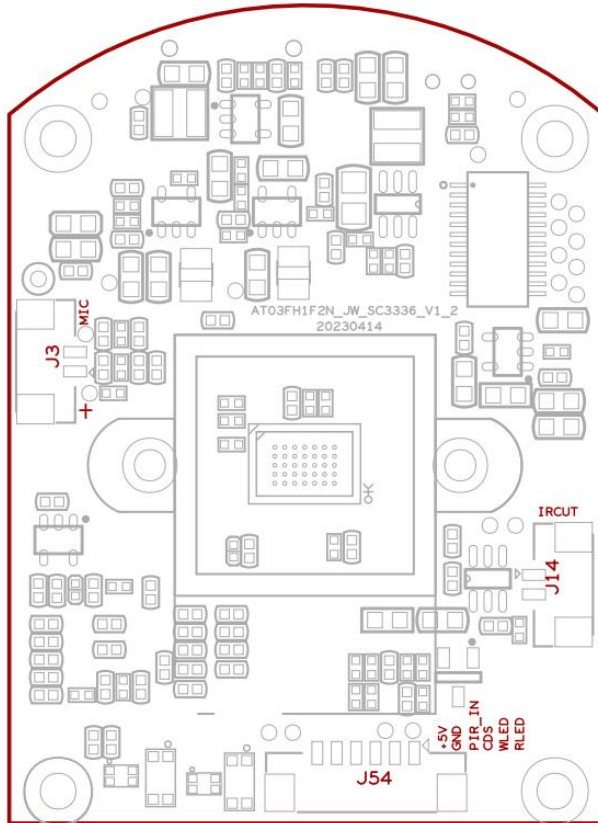 AT03FH1F2N_JW_SC3336_V1_2
20230414
MIC
J3
+
IRCUT
J14
+5V
GND
PIR_IN
CDS
WLED
RLED
J54